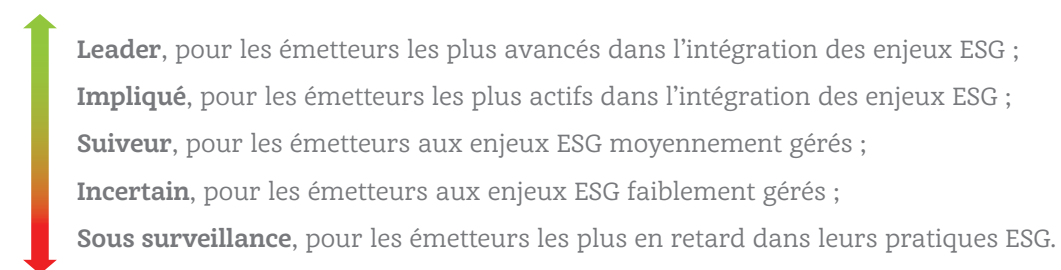 Leader, pour les émetteurs les plus avancés dans l’intégration des enjeux ESG ;
Impliqué, pour les émetteurs les plus actifs dans l’intégration des enjeux ESG ;
Suiveur, pour les émetteurs aux enjeux ESG moyennement gérés ;
Incertain, pour les émetteurs aux enjeux ESG faiblement gérés ;
Sous surveillance, pour les émetteurs les plus en retard dans leurs pratiques ESG.